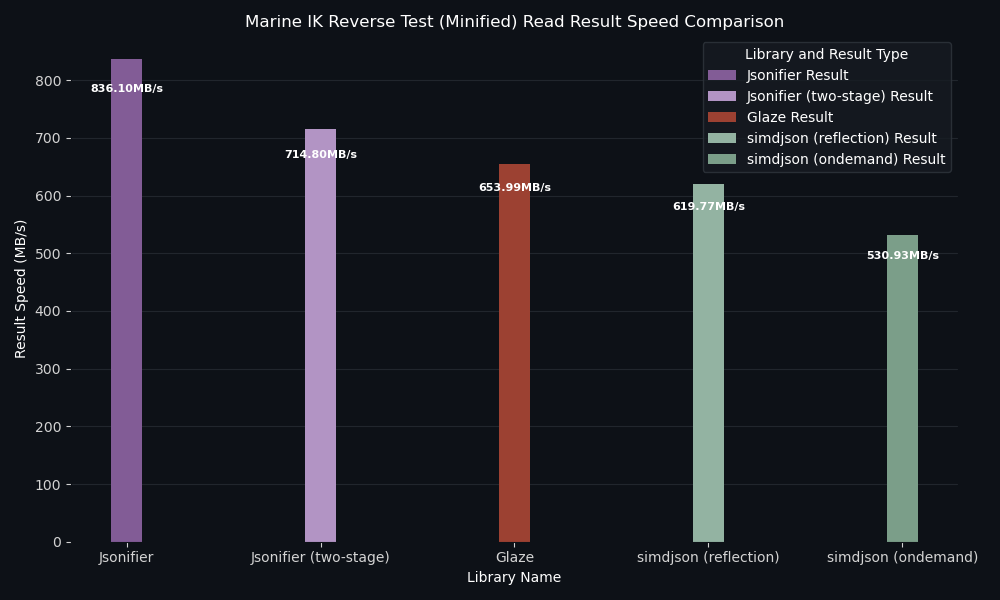 Marine IK Reverse Test (Minified) Read Result Speed Comparison
Library and Result Type
Jsonifier Result
Jsonifier (two-stage) Result
Glaze Result
simdjson (reflection) Result
simdjson (ondemand) Result
836.10MB/s
714.80MB/s
653.99MB/s
619.77MB/s
530.93MB/s
Result Speed (MB/s)
800
700
600
500
400
300
200
100
0
Jsonifier
Jsonifier (two-stage)
Glaze
simdjson (reflection)
simdjson (ondemand)
Library Name